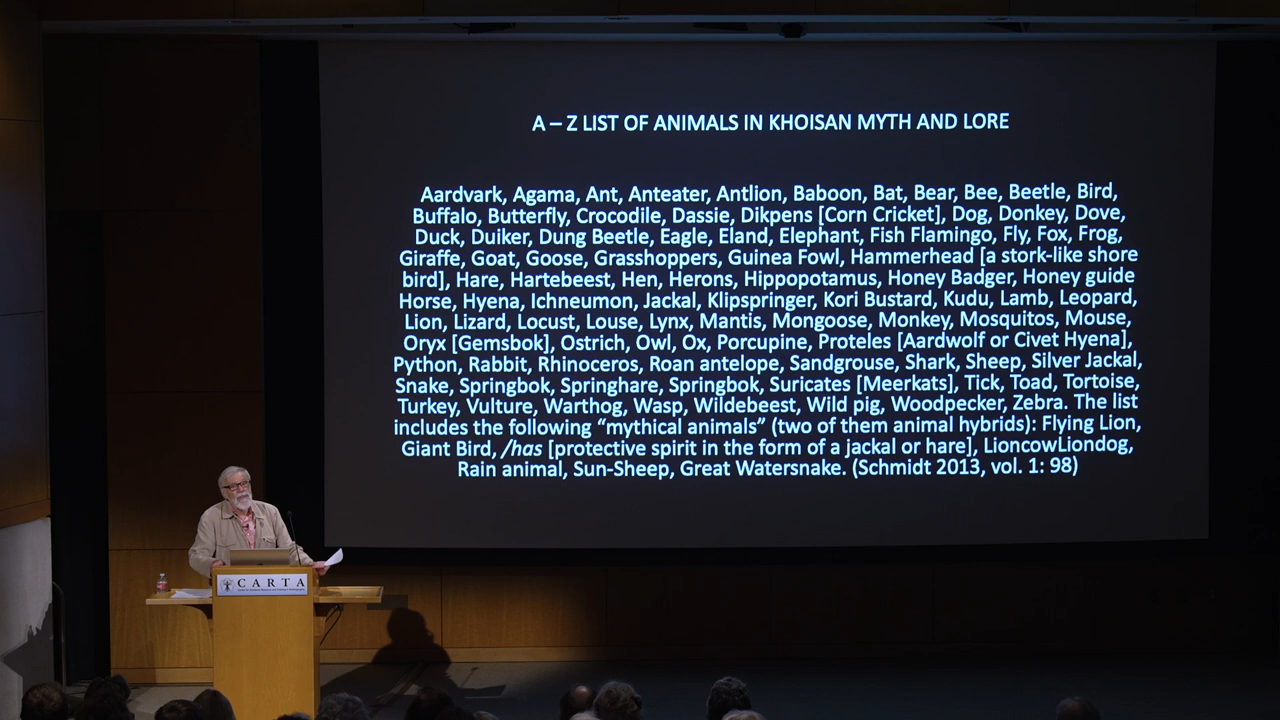 A – Z LIST OF ANIMALS IN KHOISAN MYTH AND LORE
Aardvark, Agama, Ant, Anteater, Antlion, Baboon, Bat, Bear, Bee, Beetle, Bird,
Buffalo, Butterfly, Crocodile, Dassie, Dikpens [Corn Cricket], Dog, Donkey, Dove,
Duck, Duiker, Dung Beetle, Eagle, Eland, Elephant, Fish Flamingo, Fly, Fox, Frog,
Giraffe, Goat, Goose, Grasshoppers, Guinea Fowl, Hammerhead [a stork-like shore
bird], Hare, Hartebeest, Hen, Herons, Hippopotamus, Honey Badger, Honey guide
Horse, Hyena, Ichneumon, Jackal, Klipspringer, Kori Bustard, Kudu, Lamb, Leopard,
Lion, Lizard, Locust, Louse, Lynx, Mantis, Mongoose, Monkey, Mosquitos, Mouse,
Oryx [Gemsbok], Ostrich, Owl, Ox, Porcupine, Proteles [Aardwolf or Civet Hyena],
Python, Rabbit, Rhinoceros, Roan antelope, Sandgrouse, Shark, Sheep, Silver Jackal,
Snake, Springbok, Springhare, Springbok, Suricates [Meerkats], Tick, Toad, Tortoise,
Turkey, Vulture, Warthog, Wasp, Wildebeest, Wild pig, Woodpecker, Zebra. The list
includes the following “mythical animals” (two of them animal hybrids): Flying Lion,
Giant Bird, /has [protective spirit in the form of a jackal or hare], LioncowLiondog,
Rain animal, Sun-Sheep, Great Watersnake. (Schmidt 2013, vol. 1: 98)
CARTA